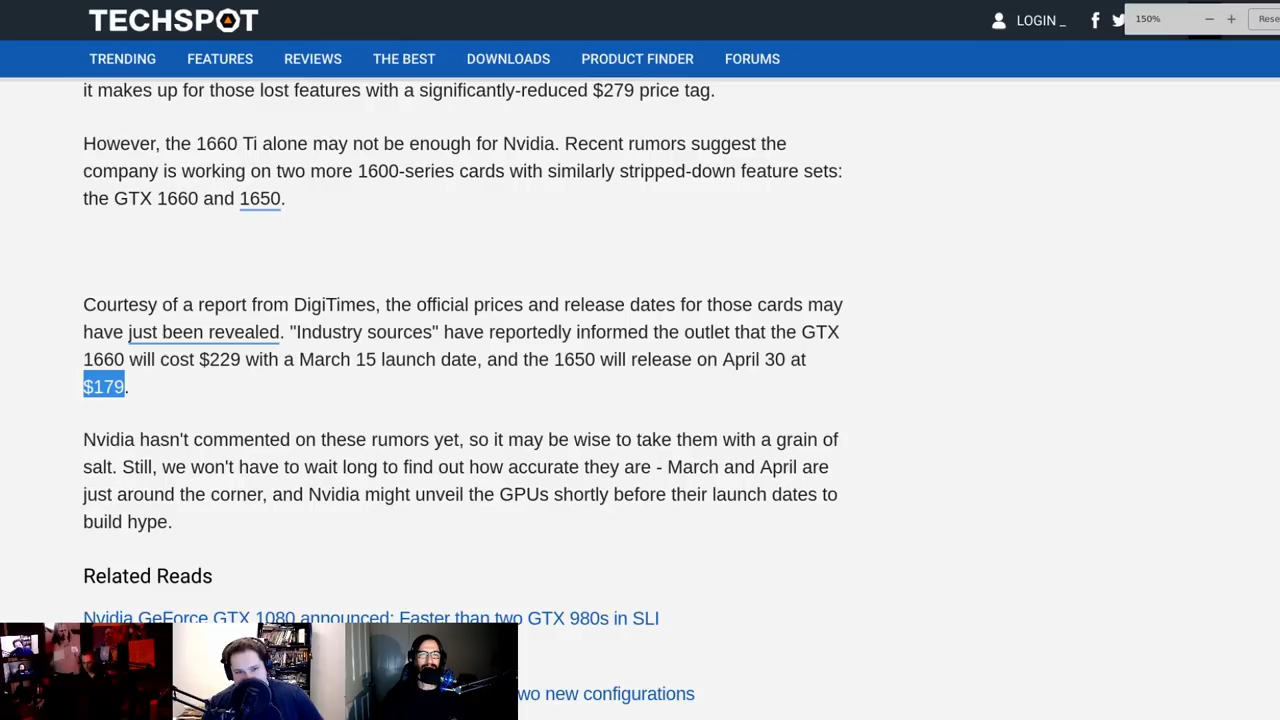 TECHSPOT
LOGIN _
150%
Rese
TRENDING
FEATURES
REVIEWS
THE BEST
DOWNLOADS
PRODUCT FINDER
FORUMS
it makes up for those lost features with a significantly-reduced $279 price tag.
However, the 1660 Ti alone may not be enough for Nvidia. Recent rumors suggest the
company is working on two more 1600-series cards with similarly stripped-down feature sets:
the GTX 1660 and 1650.
Courtesy of a report from DigiTimes, the official prices and release dates for those cards may
have just been revealed. "Industry sources" have reportedly informed the outlet that the GTX
1660 will cost $229 with a March 15 launch date, and the 1650 will release on April 30 at
$179.
Nvidia hasn't commented on these rumors yet, so it may be wise to take them with a grain of
salt. Still, we won't have to wait long to find out how accurate they are - March and April are
just around the corner, and Nvidia might unveil the GPUs shortly before their launch dates to
build hype.
Related Reads
Nvidia GeForce GTX 1080 announced: Faster than two GTX 980s in SLI
wo new configurations